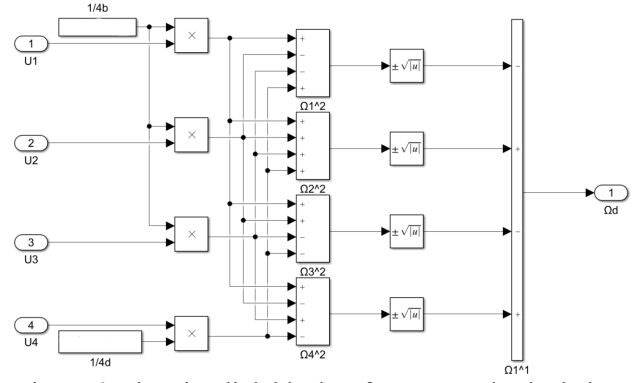 1/4b
1
U1
×
+
−
−
+
Ω1^2
± √|u|
−
2
U2
×
+
+
+
+
Ω2^2
± √|u|
+
1
Ωd
3
U3
×
+
+
−
−
Ω3^2
± √|u|
−
4
U4
×
+
−
+
−
Ω4^2
± √|u|
+
1/4d
Ω1^1